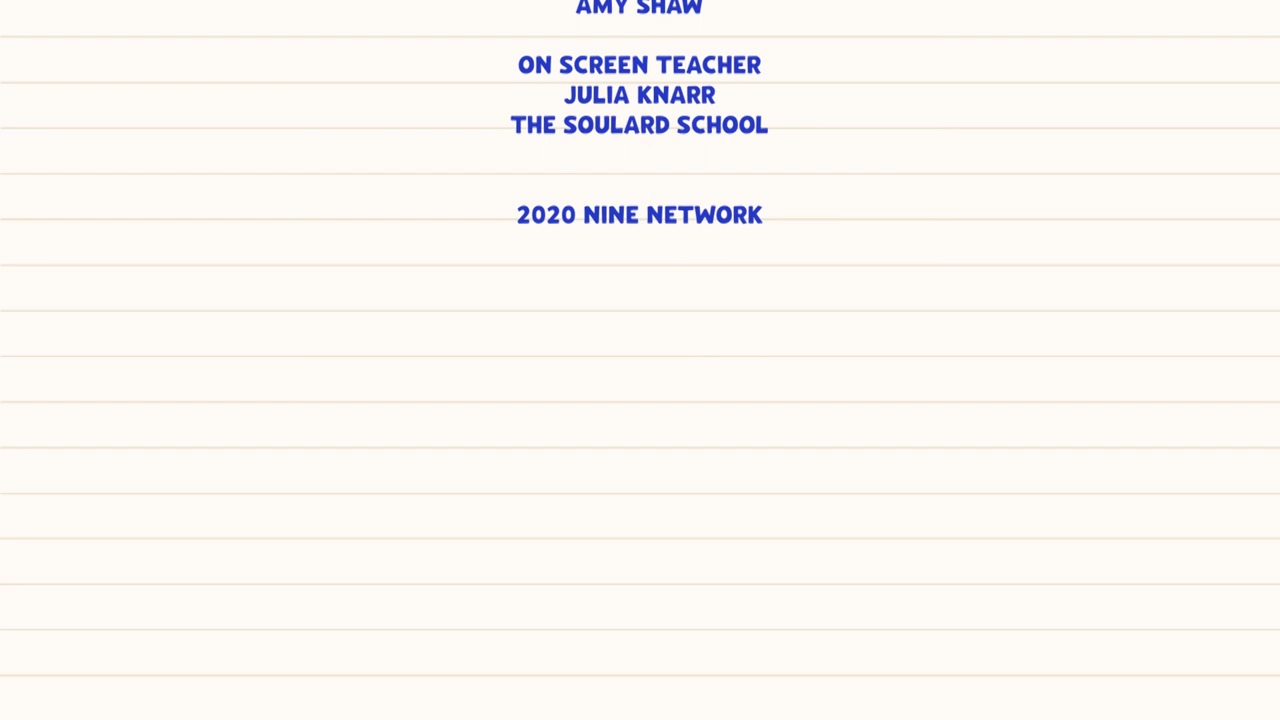 AMY SHAW
ON SCREEN TEACHER
JULIA KNARR
THE SOULARD SCHOOL
2020 NINE NETWORK